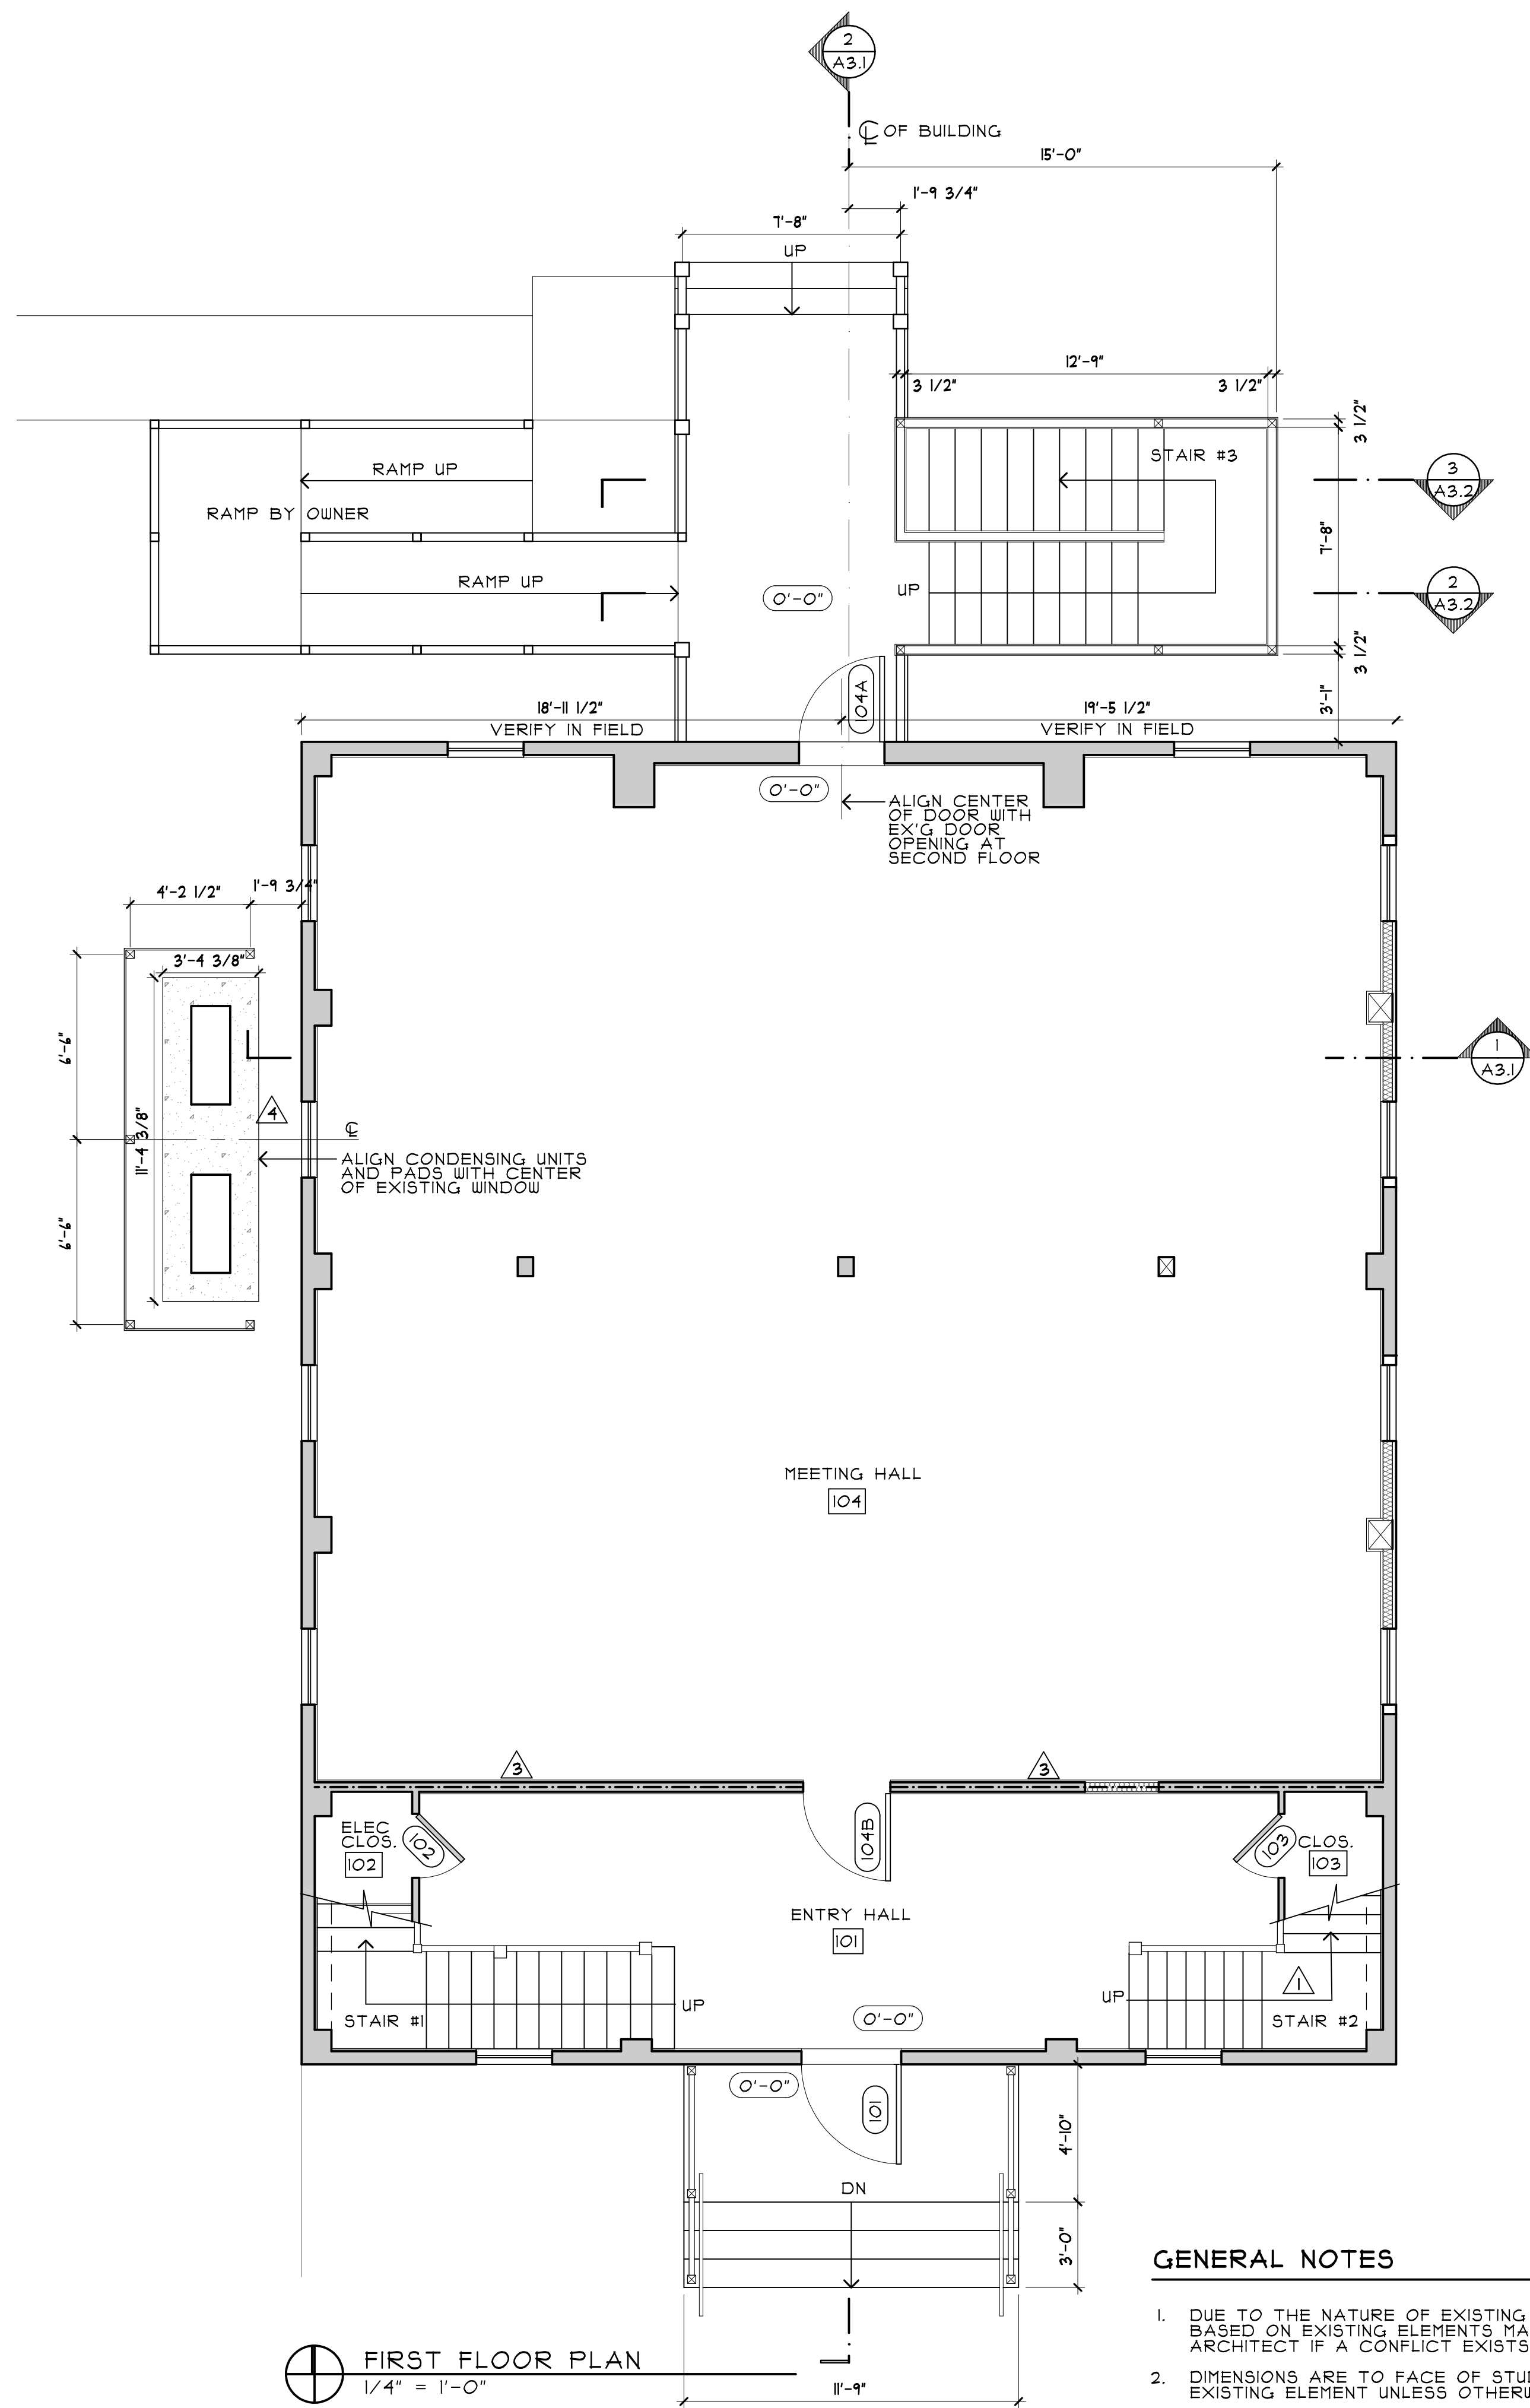 2
A3.1
CL OF BUILDING
15'-0"
1'-9 3/4"
7'-8"
UP
12'-9"
3 1/2"
3 1/2"
3 1/2"
STAIR #3
RAMP UP
3
A3.2
RAMP BY OWNER
7'-8"
RAMP UP
UP
0'-0"
2
A3.2
3 1/2"
104A
3'-1"
18'-11 1/2"
19'-5 1/2"
VERIFY IN FIELD
VERIFY IN FIELD
0'-0"
ALIGN CENTER
OF DOOR WITH
EX'G DOOR
OPENING AT
SECOND FLOOR
4'-2 1/2"
1'-9 3/4"
3'-4 3/8"
6'-6"
1
A3.1
4
11'-4 3/8"
CL
ALIGN CONDENSING UNITS
AND PADS WITH CENTER
OF EXISTING WINDOW
6'-6"
MEETING HALL
104
3
3
ELEC
CLOS.
102
102
104B
103
CLOS.
103
ENTRY HALL
101
UP
UP
1
STAIR #1
0'-0"
STAIR #2
0'-0"
101
4'-10"
DN
3'-0"
GENERAL NOTES
1. DUE TO THE NATURE OF EXISTING
BASED ON EXISTING ELEMENTS MA
ARCHITECT IF A CONFLICT EXISTS
2. DIMENSIONS ARE TO FACE OF STU
EXISTING ELEMENT UNLESS OTHERW
FIRST FLOOR PLAN
1/4" = 1'-0"
11'-9"